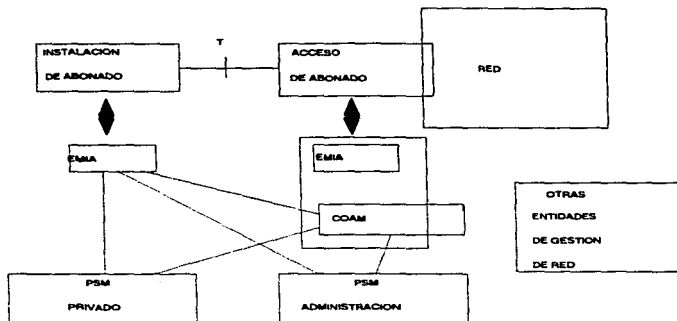 T
INSTALACION
DE ABONADO
ACCESO
DE ABONADO
RED
EMIA
EMIA
COAM
OTRAS
ENTIDADES
DE GESTION
DE RED
PSM
PRIVADO
PSM
ADMINISTRACION